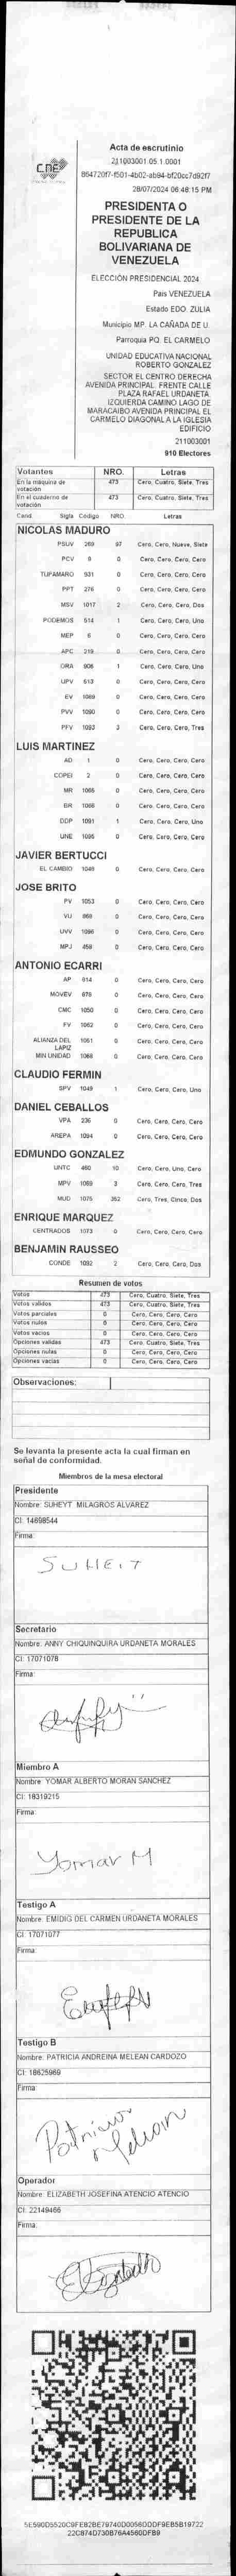 CNE
Acta de escrutinio
211003001.05.1.0001
28/07/2024 06:48:15 PM
PRESIDENTA O
PRESIDENTE DE LA
REPUBLICA
BOLIVARIANA DE
VENEZUELA
ELECCIÓN PRESIDENCIAL 2024
Pais VENEZUELA
Estado EDO. ZULIA
Municipio MP. LA CAÑADA DE U.
Parroquia PQ. EL CARMELO
UNIDAD EDUCATIVA NACIONAL
ROBERTO GONZALEZ
SECTOR EL CENTRO DERECHA
AVENIDA PRINCIPAL. FRENTE CALLE
PLAZA RAFAEL URDANETA.
IZQUIERDA CAMINO LAGO DE
MARACAIBO AVENIDA PRINCIPAL EL
CARMELO DIAGONAL A LA IGLESIA
EDIFICIO
211003001
910 Electores
Votantes NRO. Letras
En la máquina de votación 473 Cero, Cuatro, Siete, Tres
En el cuaderno de votación 473 Cero, Cuatro, Siete, Tres
Cand Sigla Código NRO. Letras
NICOLAS MADURO
PSUV 269 97 Cero, Cero, Nueve, Siete
PCV 8 0 Cero, Cero, Cero, Cero
TUPAMARO 931 0 Cero, Cero, Cero, Cero
PPT 276 0 Cero, Cero, Cero, Cero
MSV 1017 2 Cero, Cero, Cero, Dos
PODEMOS 514 1 Cero, Cero, Cero, Uno
MEP 6 0 Cero, Cero, Cero, Cero
APC 219 0 Cero, Cero, Cero, Cero
ORA 906 1 Cero, Cero, Cero, Uno
UPV 513 0 Cero, Cero, Cero, Cero
EV 1089 0 Cero, Cero, Cero, Cero
PVV 1090 0 Cero, Cero, Cero, Cero
PFV 1093 3 Cero, Cero, Cero, Tres
LUIS MARTINEZ
AD 1 0 Cero, Cero, Cero, Cero
COPEI 2 0 Cero, Cero, Cero, Cero
MR 1065 0 Cero, Cero, Cero, Cero
BR 1066 0 Cero, Cero, Cero, Cero
DDP 1091 1 Cero, Cero, Cero, Uno
UNE 1095 0 Cero, Cero, Cero, Cero
JAVIER BERTUCCI
EL CAMBIO 1049 0 Cero, Cero, Cero, Cero
JOSE BRITO
PV 1053 0 Cero, Cero, Cero, Cero
VU 868 0 Cero, Cero, Cero, Cero
UVV 1096 0 Cero, Cero, Cero, Cero
MPJ 458 0 Cero, Cero, Cero, Cero
ANTONIO ECARRI
AP 914 0 Cero, Cero, Cero, Cero
MOVEV 878 0 Cero, Cero, Cero, Cero
CMC 1050 0 Cero, Cero, Cero, Cero
FV 1062 0 Cero, Cero, Cero, Cero
ALIANZA DEL LAPIZ 1051 0 Cero, Cero, Cero, Cero
MIN UNIDAD 1068 0 Cero, Cero, Cero, Cero
CLAUDIO FERMIN
SPV 1048 1 Cero, Cero, Cero, Uno
DANIEL CEBALLOS
VPA 236 0 Cero, Cero, Cero, Cero
AREPA 1094 0 Cero, Cero, Cero, Cero
EDMUNDO GONZALEZ
UNTC 460 10 Cero, Cero, Uno, Cero
MPV 1069 3 Cero, Cero, Cero, Tres
MUD 1075 352 Cero, Tres, Cinco, Dos
ENRIQUE MARQUEZ
CENTRADOS 1073 0 Cero, Cero, Cero, Cero
BENJAMIN RAUSSEO
CONDE 1092 2 Cero, Cero, Cero, Dos
Resumen de votos
Votos 473 Cero, Cuatro, Siete, Tres
Votos válidos 473 Cero, Cuatro, Siete, Tres
Votos parciales 0 Cero, Cero, Cero, Cero
Votos nulos 0 Cero, Cero, Cero, Cero
Votos vacíos 0 Cero, Cero, Cero, Cero
Opciones válidas 473 Cero, Cuatro, Siete, Tres
Opciones nulas 0 Cero, Cero, Cero, Cero
Opciones vacías 0 Cero, Cero, Cero, Cero
Observaciones:
Se levanta la presente acta la cual firman en
señal de conformidad.
Miembros de la mesa electoral
Presidente
Nombre: SUHEYT MILAGROS ALVAREZ
CI: 14698544
Firma:
SUHEIT
Secretario
Nombre: ANNY CHIQUINQUIRA URDANETA MORALES
CI: 17071078
Firma:
Miembro A
Nombre: YOMAR ALBERTO MORAN SANCHEZ
CI: 18319215
Firma:
Yomar M
Testigo A
Nombre: EMIDIG DEL CARMEN URDANETA MORALES
CI: 17071077
Firma:
Testigo B
Nombre: PATRICIA ANDREINA MELEAN CARDOZO
CI: 18625969
Firma:
Patricia Melean
Operador
Nombre: ELIZABETH JOSEFINA ATENCIO ATENCIO
CI: 22149466
Firma:
Elizabeth